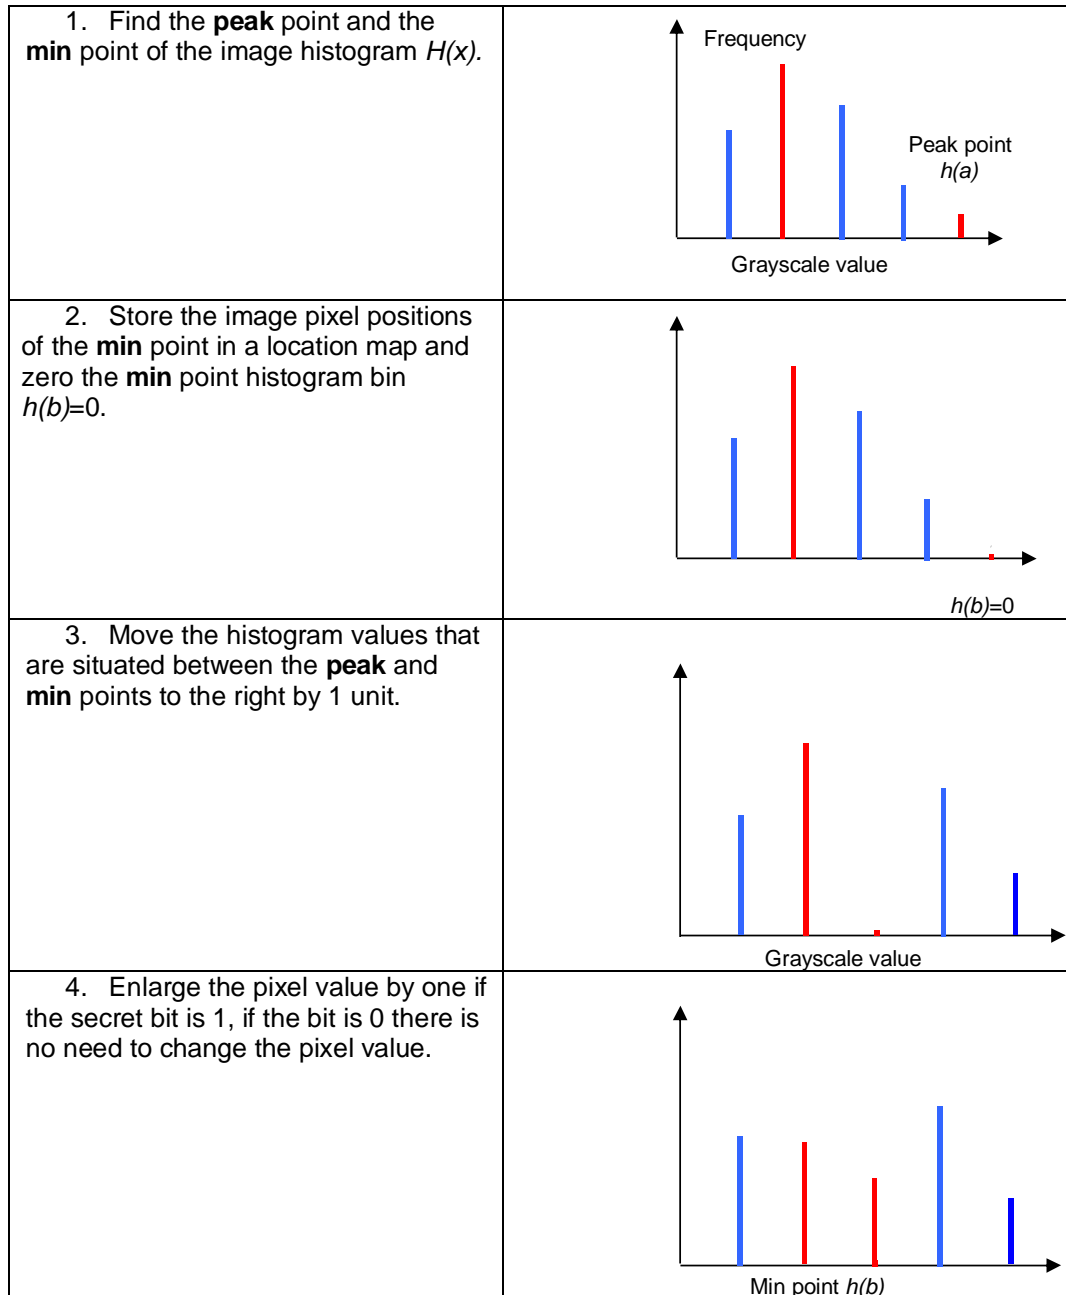 1. Find the peak point and the
min point of the image histogram H(x).
Frequency
Peak point
h(a)
Grayscale value
2. Store the image pixel positions
of the min point in a location map and
zero the min point histogram bin
h(b)=0.
h(b)=0
3. Move the histogram values that
are situated between the peak and
min points to the right by 1 unit.
Grayscale value
4. Enlarge the pixel value by one if
the secret bit is 1, if the bit is 0 there is
no need to change the pixel value.
Min point h(b)